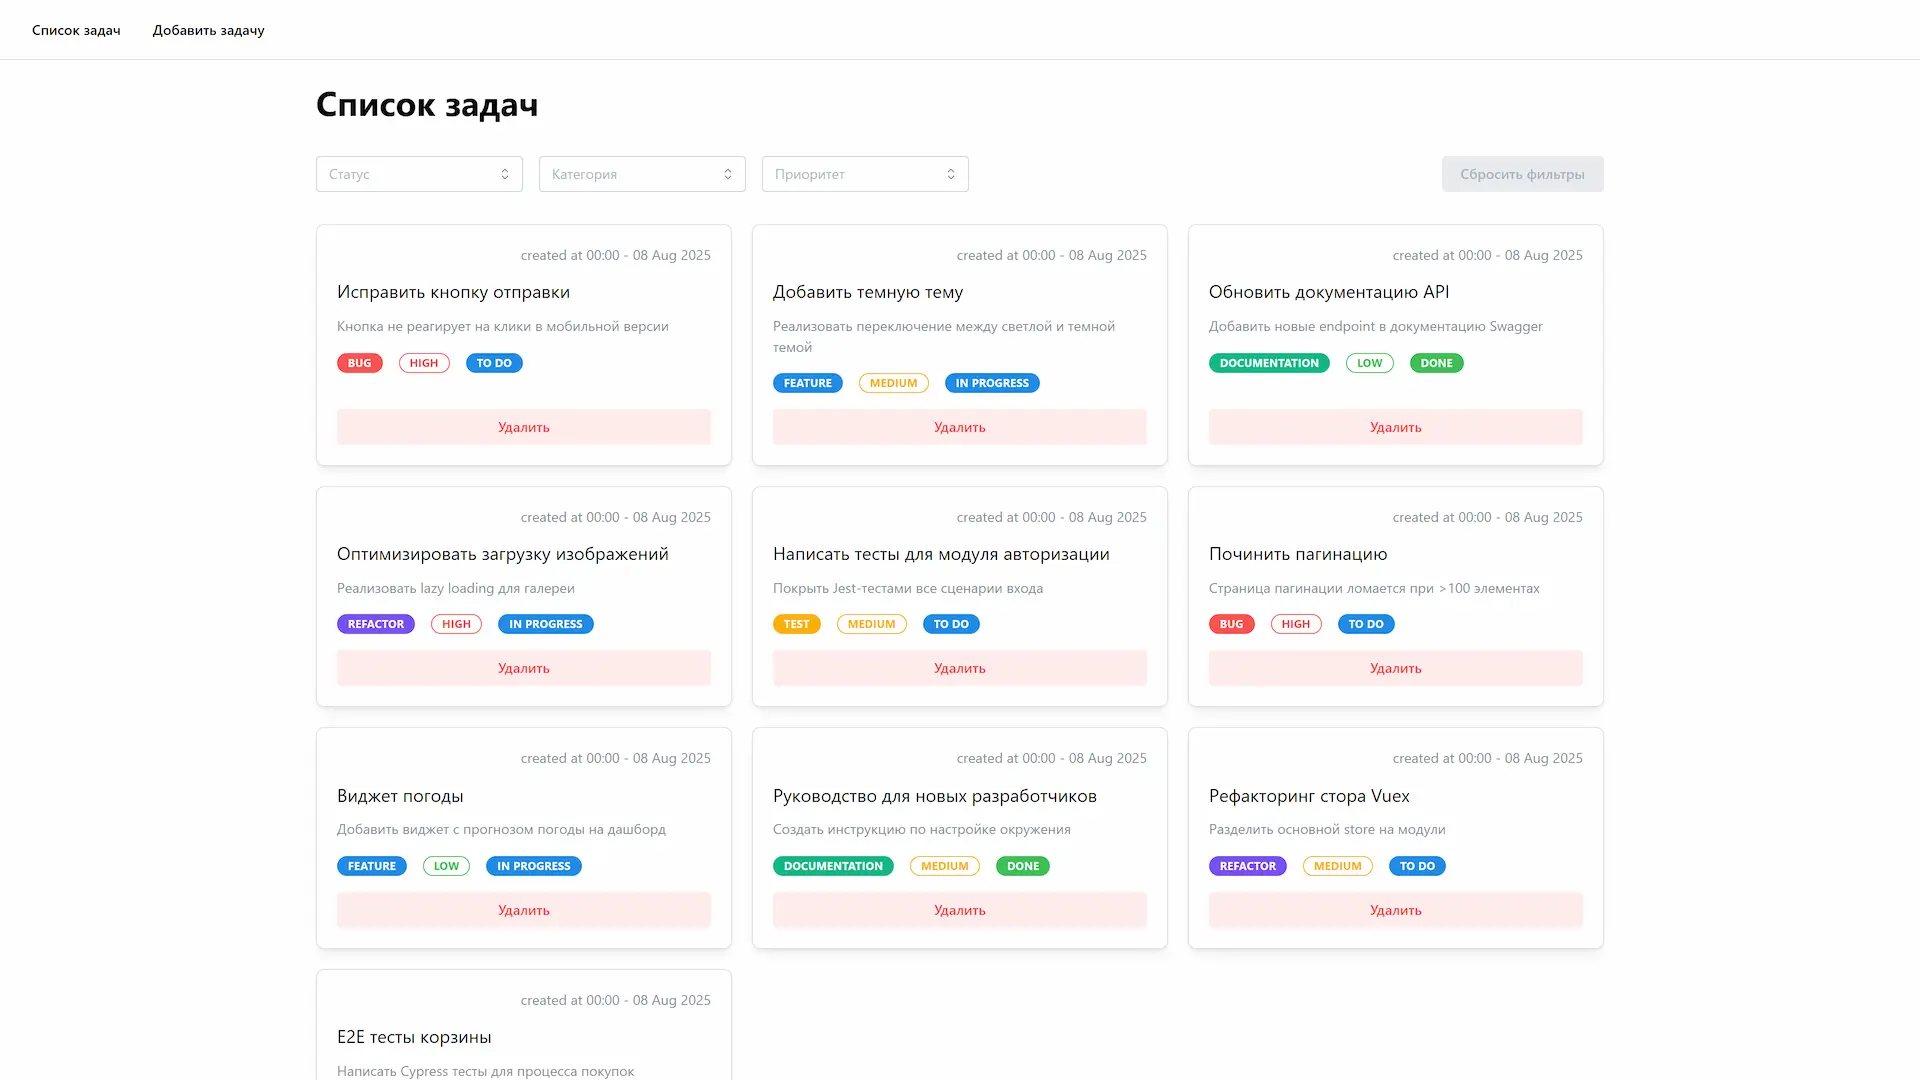 Список задач
Добавить задачу
Список задач
Статус
Категория
Приоритет
Сбросить фильтры
created at 00:00 - 08 Aug 2025
Исправить кнопку отправки
Кнопка не реагирует на клики в мобильной версии
BUG
HIGH
TO DO
Удалить
created at 00:00 - 08 Aug 2025
Добавить темную тему
Реализовать переключение между светлой и темной
темой
FEATURE
MEDIUM
IN PROGRESS
Удалить
created at 00:00 - 08 Aug 2025
Обновить документацию API
Добавить новые endpoint в документацию Swagger
DOCUMENTATION
LOW
DONE
Удалить
created at 00:00 - 08 Aug 2025
Оптимизировать загрузку изображений
Реализовать lazy loading для галереи
REFACTOR
HIGH
IN PROGRESS
Удалить
created at 00:00 - 08 Aug 2025
Написать тесты для модуля авторизации
Покрыть Jest-тестами все сценарии входа
TEST
MEDIUM
TO DO
Удалить
created at 00:00 - 08 Aug 2025
Починить пагинацию
Страница пагинации ломается при >100 элементах
BUG
HIGH
TO DO
Удалить
created at 00:00 - 08 Aug 2025
Виджет погоды
Добавить виджет с прогнозом погоды на дашборд
FEATURE
LOW
IN PROGRESS
Удалить
created at 00:00 - 08 Aug 2025
Руководство для новых разработчиков
Создать инструкцию по настройке окружения
DOCUMENTATION
MEDIUM
DONE
Удалить
created at 00:00 - 08 Aug 2025
Рефакторинг стора Vuex
Разделить основной store на модули
REFACTOR
MEDIUM
TO DO
Удалить
created at 00:00 - 08 Aug 2025
E2E тесты корзины
Написать Cypress тесты для процесса покупок